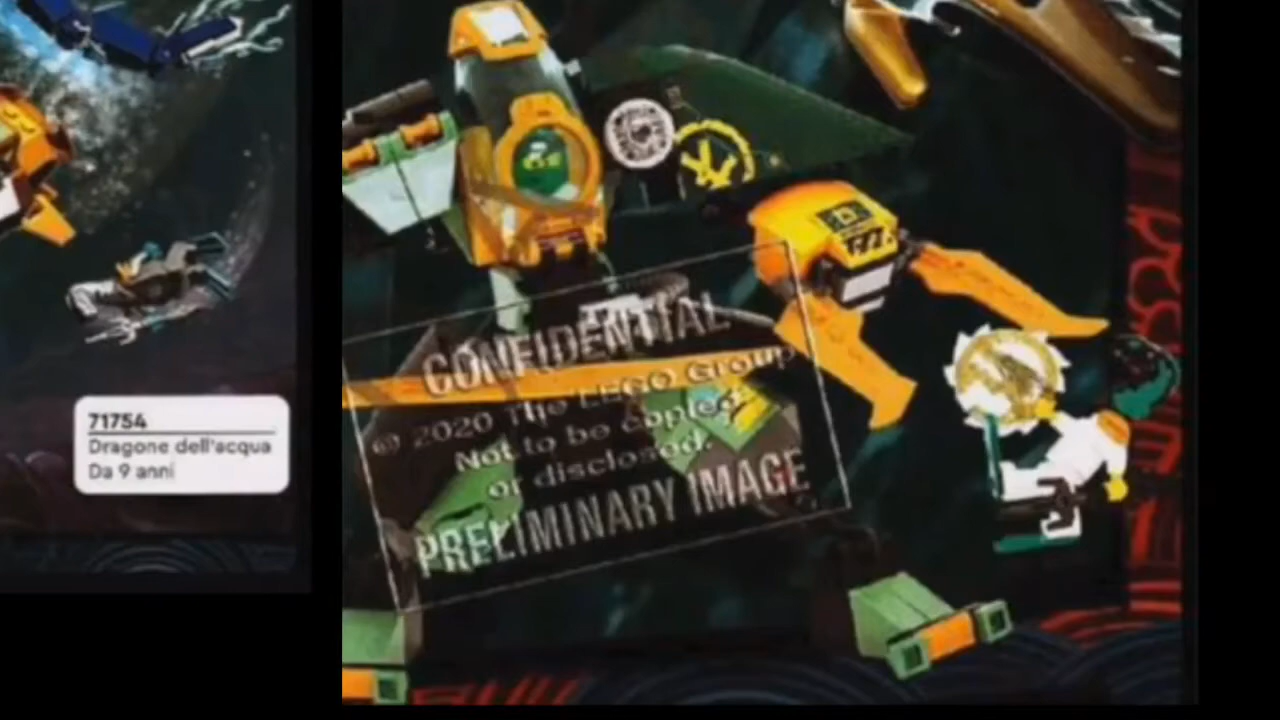 71754
Dragone dell'acqua
Da 9 anni
CONFIDENTIAL
© 2020 The LEGO Group
Not to be copied
or disclosed.
PRELIMINARY IMAGE